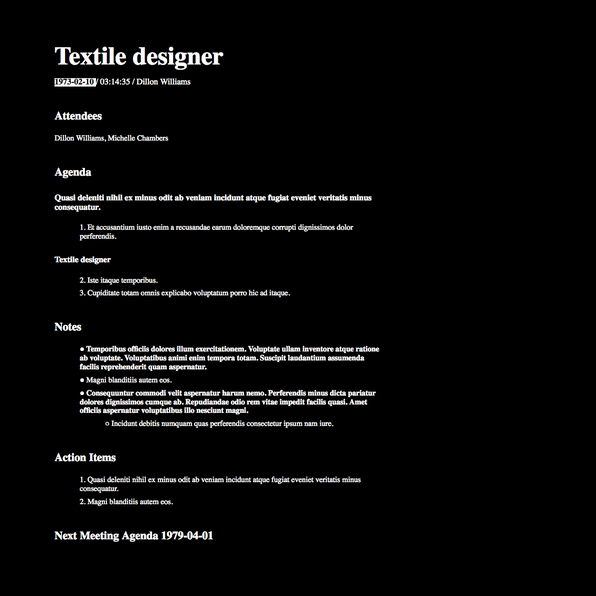 Textile designer
1973-02-10 / 03:14:35 / Dillon Williams
Attendees
Dillon Williams, Michelle Chambers
Agenda
Quasi deleniti nihil ex minus odit ab veniam incidunt atque fugiat eveniet veritatis minus
consequatur.
1. Et accusantium iusto enim a recusandae earum doloremque corrupti dignissimos dolor
perferendis.
Textile designer
2. Iste itaque temporibus.
3. Cupiditate totam omnis explicabo voluptatum porro hic ad itaque.
Notes
● Temporibus officiis dolores illum exercitationem. Voluptate ullam inventore atque ratione
ab voluptate. Voluptatibus animi enim tempora totam. Suscipit laudantium assumenda
facilis reprehenderit quam aspernatur.
● Magni blanditiis autem eos.
● Consequuntur commodi velit aspernatur harum nemo. Perferendis minus dicta pariatur
dolores dignissimos cumque ab. Repudiandae odio rem vitae impedit facilis quasi. Amet
officiis aspernatur voluptatibus illo nesciunt magni.
○ Incidunt debitis numquam quas perferendis consectetur ipsum nam iure.
Action Items
1. Quasi deleniti nihil ex minus odit ab veniam incidunt atque fugiat eveniet veritatis minus
consequatur.
2. Magni blanditiis autem eos.
Next Meeting Agenda 1979-04-01